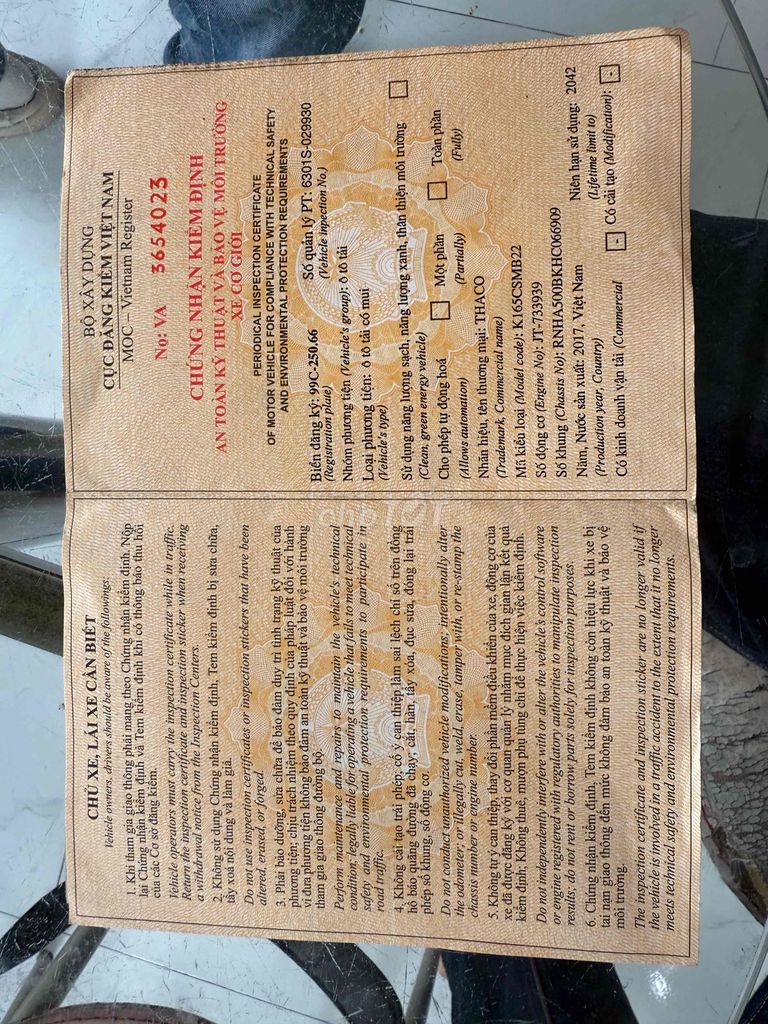 BỘ XÂY DỰNG
CỤC ĐĂNG KIỂM VIỆT NAM
MOC – Vietnam Register
No: VA 3654023
CHỨNG NHẬN KIỂM ĐỊNH
AN TOÀN KỸ THUẬT VÀ BẢO VỆ MÔI TRƯỜNG
XE CƠ GIỚI
PERIODICAL INSPECTION CERTIFICATE
OF MOTOR VEHICLE FOR COMPLIANCE WITH TECHNICAL SAFETY
AND ENVIRONMENTAL PROTECTION REQUIREMENTS
Biển đăng ký: 99C-250.66 Số quản lý PT: 6301S-029930
(Registration plate) (Vehicle inpection No.)
Nhóm phương tiện (Vehicle's group): ô tô tải
Loại phương tiện: ô tô tải có mui
(Vehicle's type)
Sử dụng năng lượng sạch, năng lượng xanh, thân thiện môi trường
(Clean, green energy vehicle)
Cho phép tự động hoá Một phần Toàn phần
(Allows automation) (Partially) (Fully)
Nhãn hiệu, tên thương mại: THACO
(Trademark, Commercial name)
Mã kiểu loại (Model code): K165CSMB22
Số động cơ (Engine No): JT-733939
Số khung (Chassis No): RNHA500BKHC066909
Năm, Nước sản xuất: 2017, Việt Nam Niên hạn sử dụng: 2042
(Production year, Country) (Lifetime limit to)
Có kinh doanh vận tải (Commercial - Có cải tạo (Modification): -
CHỦ XE, LÁI XE CẦN BIẾT
Vehicle owners, drivers should be aware of the followings:
1. Khi tham gia giao thông phải mang theo Chứng nhận kiểm định. Nộp
lại Chứng nhận kiểm định và Tem kiểm định khi có thông báo thu hồi
của các Cơ sở đăng kiểm.
Vehicle operators must carry the inspection certificate while in traffic.
Return the inspection certificate and inspection sticker when receiving
a withdrawal notice from the Inspection Centers.
2. Không sử dụng Chứng nhận kiểm định, Tem kiểm định bị sửa chữa,
tẩy xoá nội dung và làm giả.
Do not use inspection certificates or inspection stickers that have been
altered, erased, or forged.
3. Phải bảo dưỡng, sửa chữa để bảo đảm duy trì tình trạng kỹ thuật của
phương tiện; chịu trách nhiệm theo quy định của pháp luật đối với hành
vi đưa phương tiện không bảo đảm an toàn kỹ thuật và bảo vệ môi trường
tham gia giao thông đường bộ.
Perform maintenance and repairs to maintain the vehicle's technical
condition; legally liable for operating a vehicle that fails to meet technical
safety and environmental protection requirements to participate in
road traffic.
4. Không cải tạo trái phép; cố ý can thiệp làm sai lệch chỉ số trên đồng
hồ báo quãng đường đã chạy, cắt, hàn, tẩy xóa, đục sửa, đóng lại trái
phép số khung, số động cơ.
Do not conduct unauthorized vehicle modifications; intentionally alter
the odometer; or illegally cut, weld, erase, tamper with, or re-stamp the
chassis number or engine number.
5. Không tự ý can thiệp, thay đổi phần mềm điều khiển của xe, động cơ của
xe đã được đăng ký với cơ quan quản lý nhằm mục đích gian lận kết quả
kiểm định; Không thuê, mượn phụ tùng chỉ để thực hiện việc kiểm định.
Do not independently interfere with or alter the vehicle's control software
or engine registered with regulatory authorities to manipulate inspection
results; do not rent or borrow parts solely for inspection purposes.
6. Chứng nhận kiểm định, Tem kiểm định không còn hiệu lực khi xe bị
tai nạn giao thông đến mức không đảm bảo an toàn kỹ thuật và bảo vệ
môi trường.
The inspection certificate and inspection sticker are no longer valid if
the vehicle is involved in a traffic accident to the extent that it no longer
meets technical safety and environmental protection requirements.